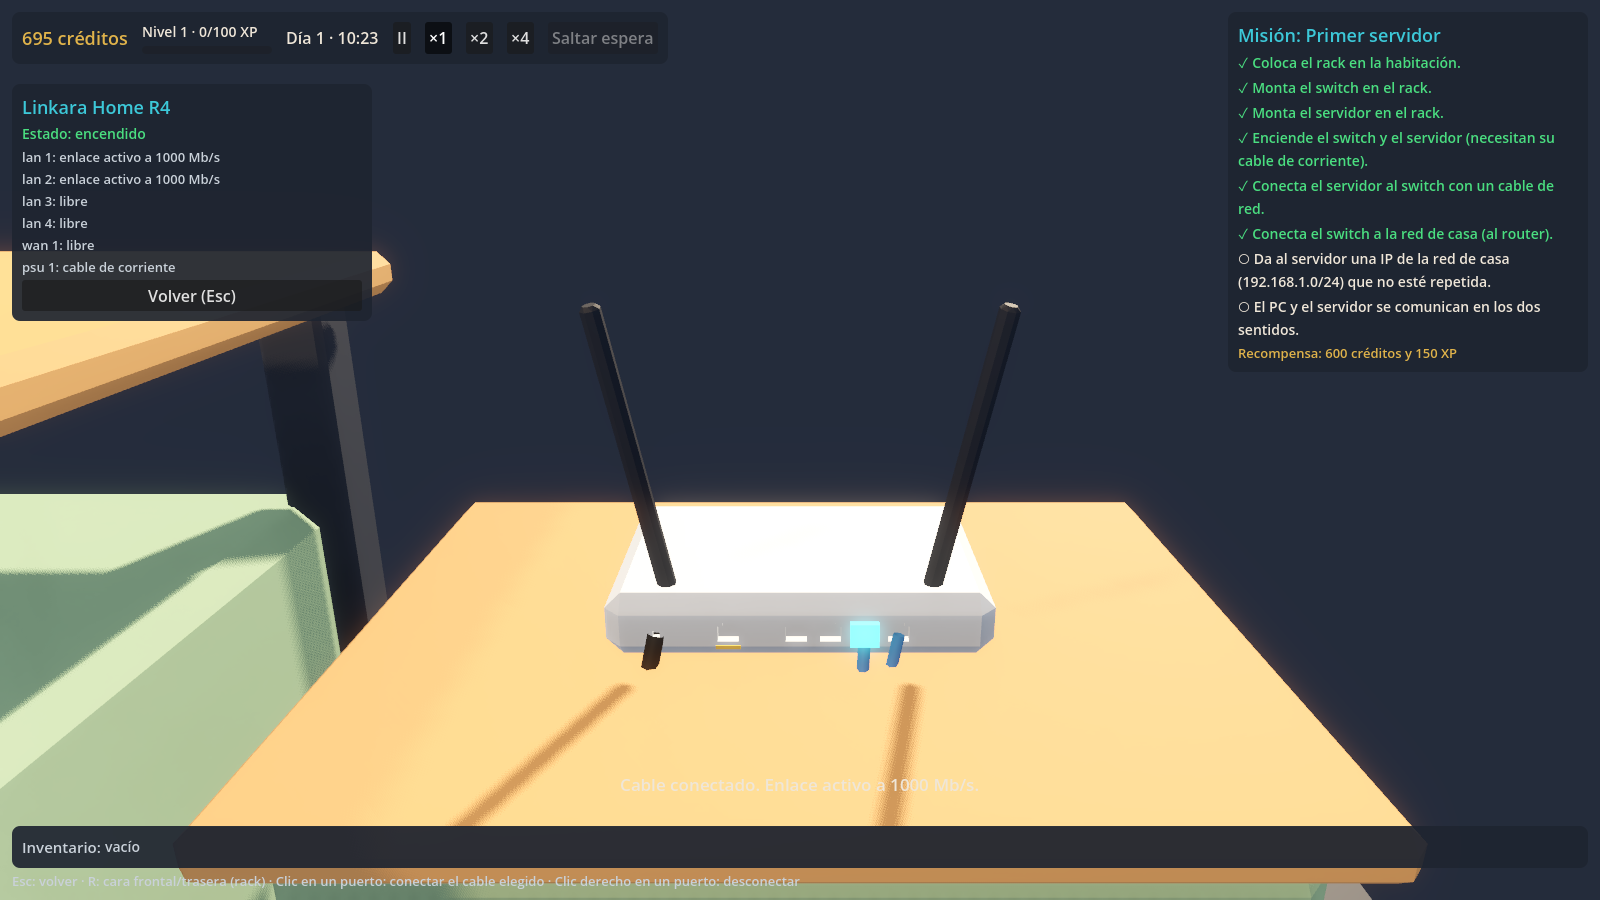 695 créditos
Nivel 1 · 0/100 XP
Día 1 · 10:23
II
×1
×2
×4
Saltar espera
Linkara Home R4
Estado: encendido
lan 1: enlace activo a 1000 Mb/s
lan 2: enlace activo a 1000 Mb/s
lan 3: libre
lan 4: libre
wan 1: libre
psu 1: cable de corriente
Volver (Esc)
Misión: Primer servidor
✓ Coloca el rack en la habitación.
✓ Monta el switch en el rack.
✓ Monta el servidor en el rack.
✓ Enciende el switch y el servidor (necesitan su
cable de corriente).
✓ Conecta el servidor al switch con un cable de
red.
✓ Conecta el switch a la red de casa (al router).
○ Da al servidor una IP de la red de casa
(192.168.1.0/24) que no esté repetida.
○ El PC y el servidor se comunican en los dos
sentidos.
Recompensa: 600 créditos y 150 XP
Cable conectado. Enlace activo a 1000 Mb/s.
Inventario: vacío
Esc: volver · R: cara frontal/trasera (rack) · Clic en un puerto: conectar el cable elegido · Clic derecho en un puerto: desconectar